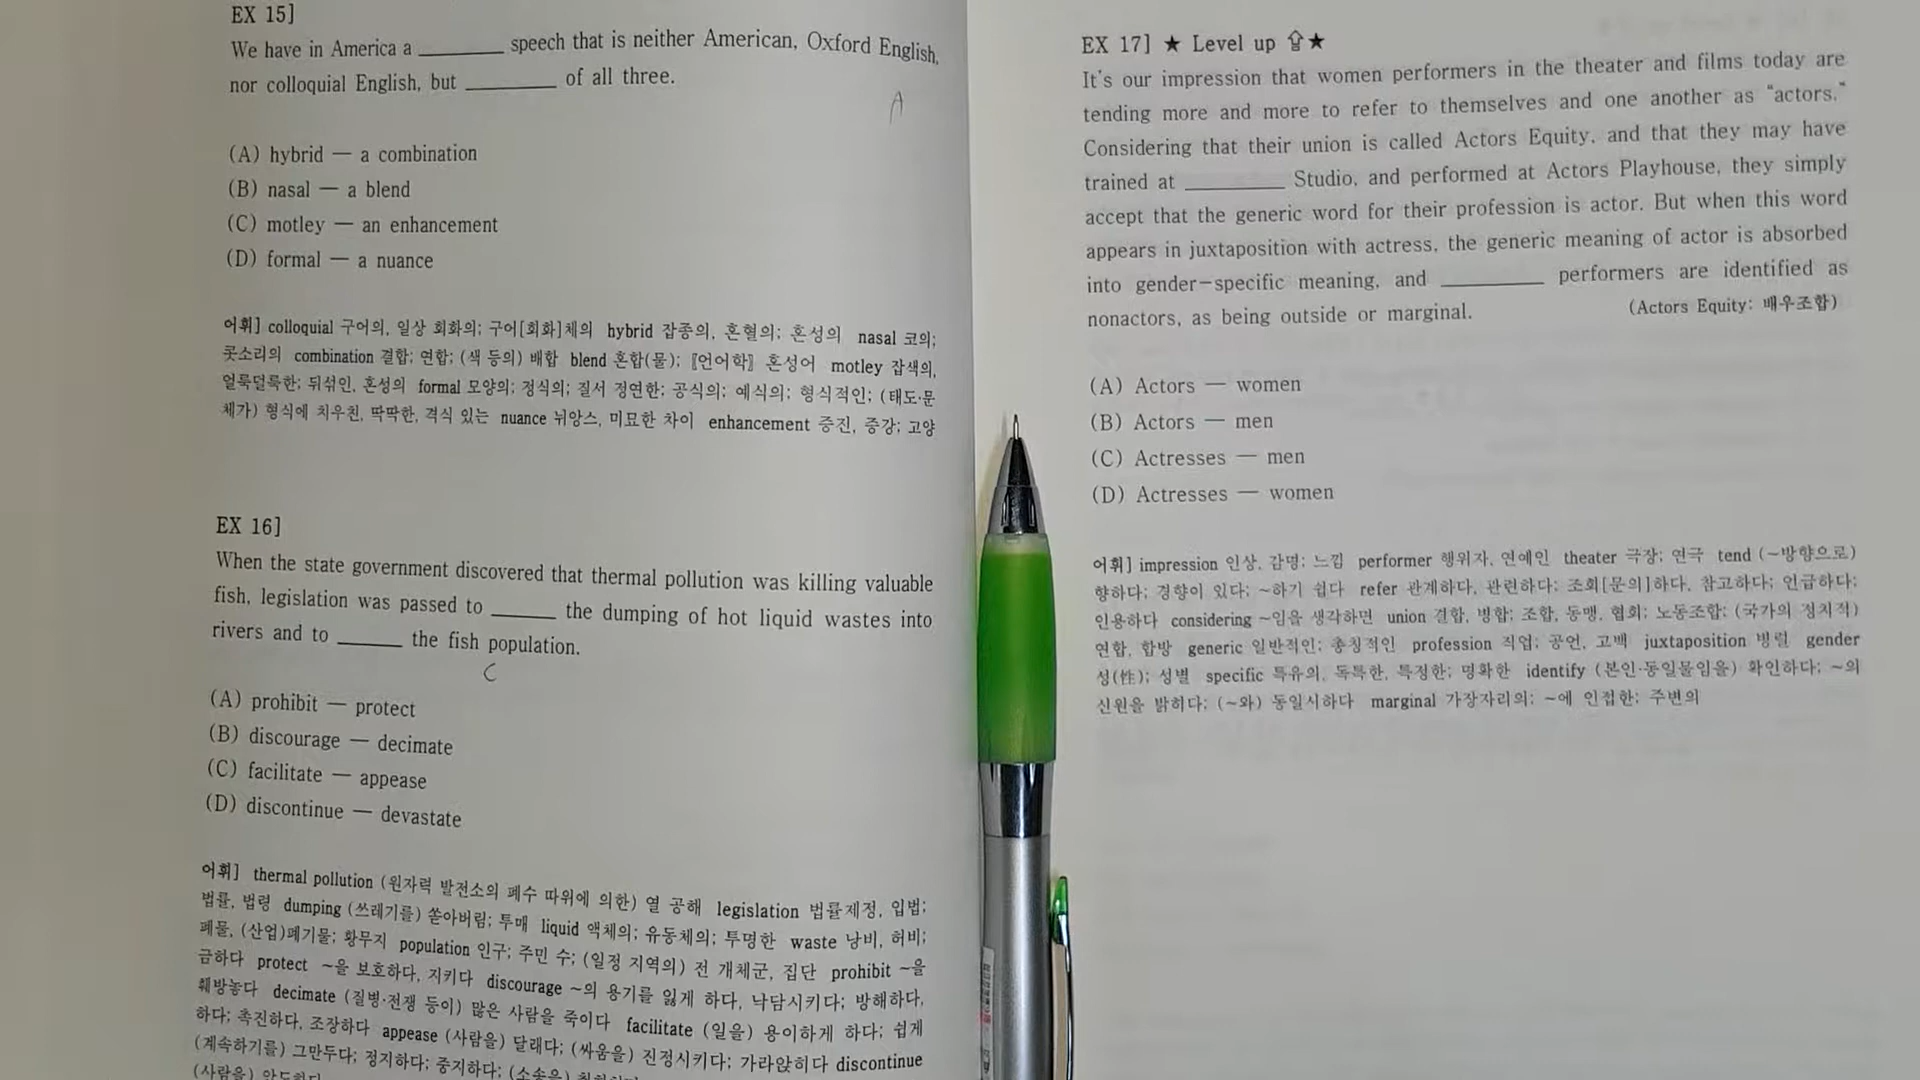 EX 15]
We have in America a ________ speech that is neither American, Oxford English,
nor colloquial English, but ________ of all three.
A
(A) hybrid — a combination
(B) nasal — a blend
(C) motley — an enhancement
(D) formal — a nuance
어휘] colloquial 구어의, 일상 회화의; 구어[회화]체의 hybrid 잡종의, 혼혈의; 혼성의 nasal 코의;
콧소리의 combination 결합; 연합; (색 등의) 배합 blend 혼합(물); 〖언어학〗 혼성어 motley 잡색의,
얼룩덜룩한; 뒤섞인, 혼성의 formal 모양의; 정식의; 질서 정연한; 공식의; 예식의; 형식적인; (태도·문
체가) 형식에 치우친, 딱딱한, 격식 있는 nuance 뉘앙스, 미묘한 차이 enhancement 증진, 증강; 고양
EX 16]
When the state government discovered that thermal pollution was killing valuable
fish, legislation was passed to ______ the dumping of hot liquid wastes into
rivers and to ______ the fish population.
C
(A) prohibit — protect
(B) discourage — decimate
(C) facilitate — appease
(D) discontinue — devastate
어휘] thermal pollution (원자력 발전소의 폐수 따위에 의한) 열 공해 legislation 법률제정, 입법;
법률, 법령 dumping (쓰레기를) 쏟아버림; 투매 liquid 액체의; 유동체의; 투명한 waste 낭비, 허비;
폐물, (산업)폐기물; 황무지 population 인구; 주민 수; (일정 지역의) 전 개체군, 집단 prohibit ~을
금하다 protect ~을 보호하다, 지키다 discourage ~의 용기를 잃게 하다, 낙담시키다; 방해하다,
훼방놓다 decimate (질병·전쟁 등이) 많은 사람을 죽이다 facilitate (일을) 용이하게 하다; 쉽게
하다; 촉진하다, 조장하다 appease (사람을) 달래다; (싸움을) 진정시키다; 가라앉히다 discontinue
(계속하기를) 그만두다; 정지하다; 중지하다; (소송을)
(사람을)
EX 17] ★ Level up ⇧★
It's our impression that women performers in the theater and films today are
tending more and more to refer to themselves and one another as “actors.”
Considering that their union is called Actors Equity, and that they may have
trained at __________ Studio, and performed at Actors Playhouse, they simply
accept that the generic word for their profession is actor. But when this word
appears in juxtaposition with actress, the generic meaning of actor is absorbed
into gender-specific meaning, and __________ performers are identified as
nonactors, as being outside or marginal. (Actors Equity: 배우조합)
(A) Actors — women
(B) Actors — men
(C) Actresses — men
(D) Actresses — women
어휘] impression 인상, 감명; 느낌 performer 행위자, 연예인 theater 극장; 연극 tend (~방향으로)
향하다; 경향이 있다; ~하기 쉽다 refer 관계하다, 관련하다; 조회[문의]하다, 참고하다; 언급하다;
인용하다 considering ~임을 생각하면 union 결합, 병합; 조합, 동맹, 협회; 노동조합; (국가의 정치적)
연합, 합방 generic 일반적인; 총칭적인 profession 직업; 공언, 고백 juxtaposition 병렬 gender
성(性); 성별 specific 특유의, 독특한, 특정한; 명확한 identify (본인·동일물임을) 확인하다; ~의
신원을 밝히다; (~와) 동일시하다 marginal 가장자리의; ~에 인접한; 주변의